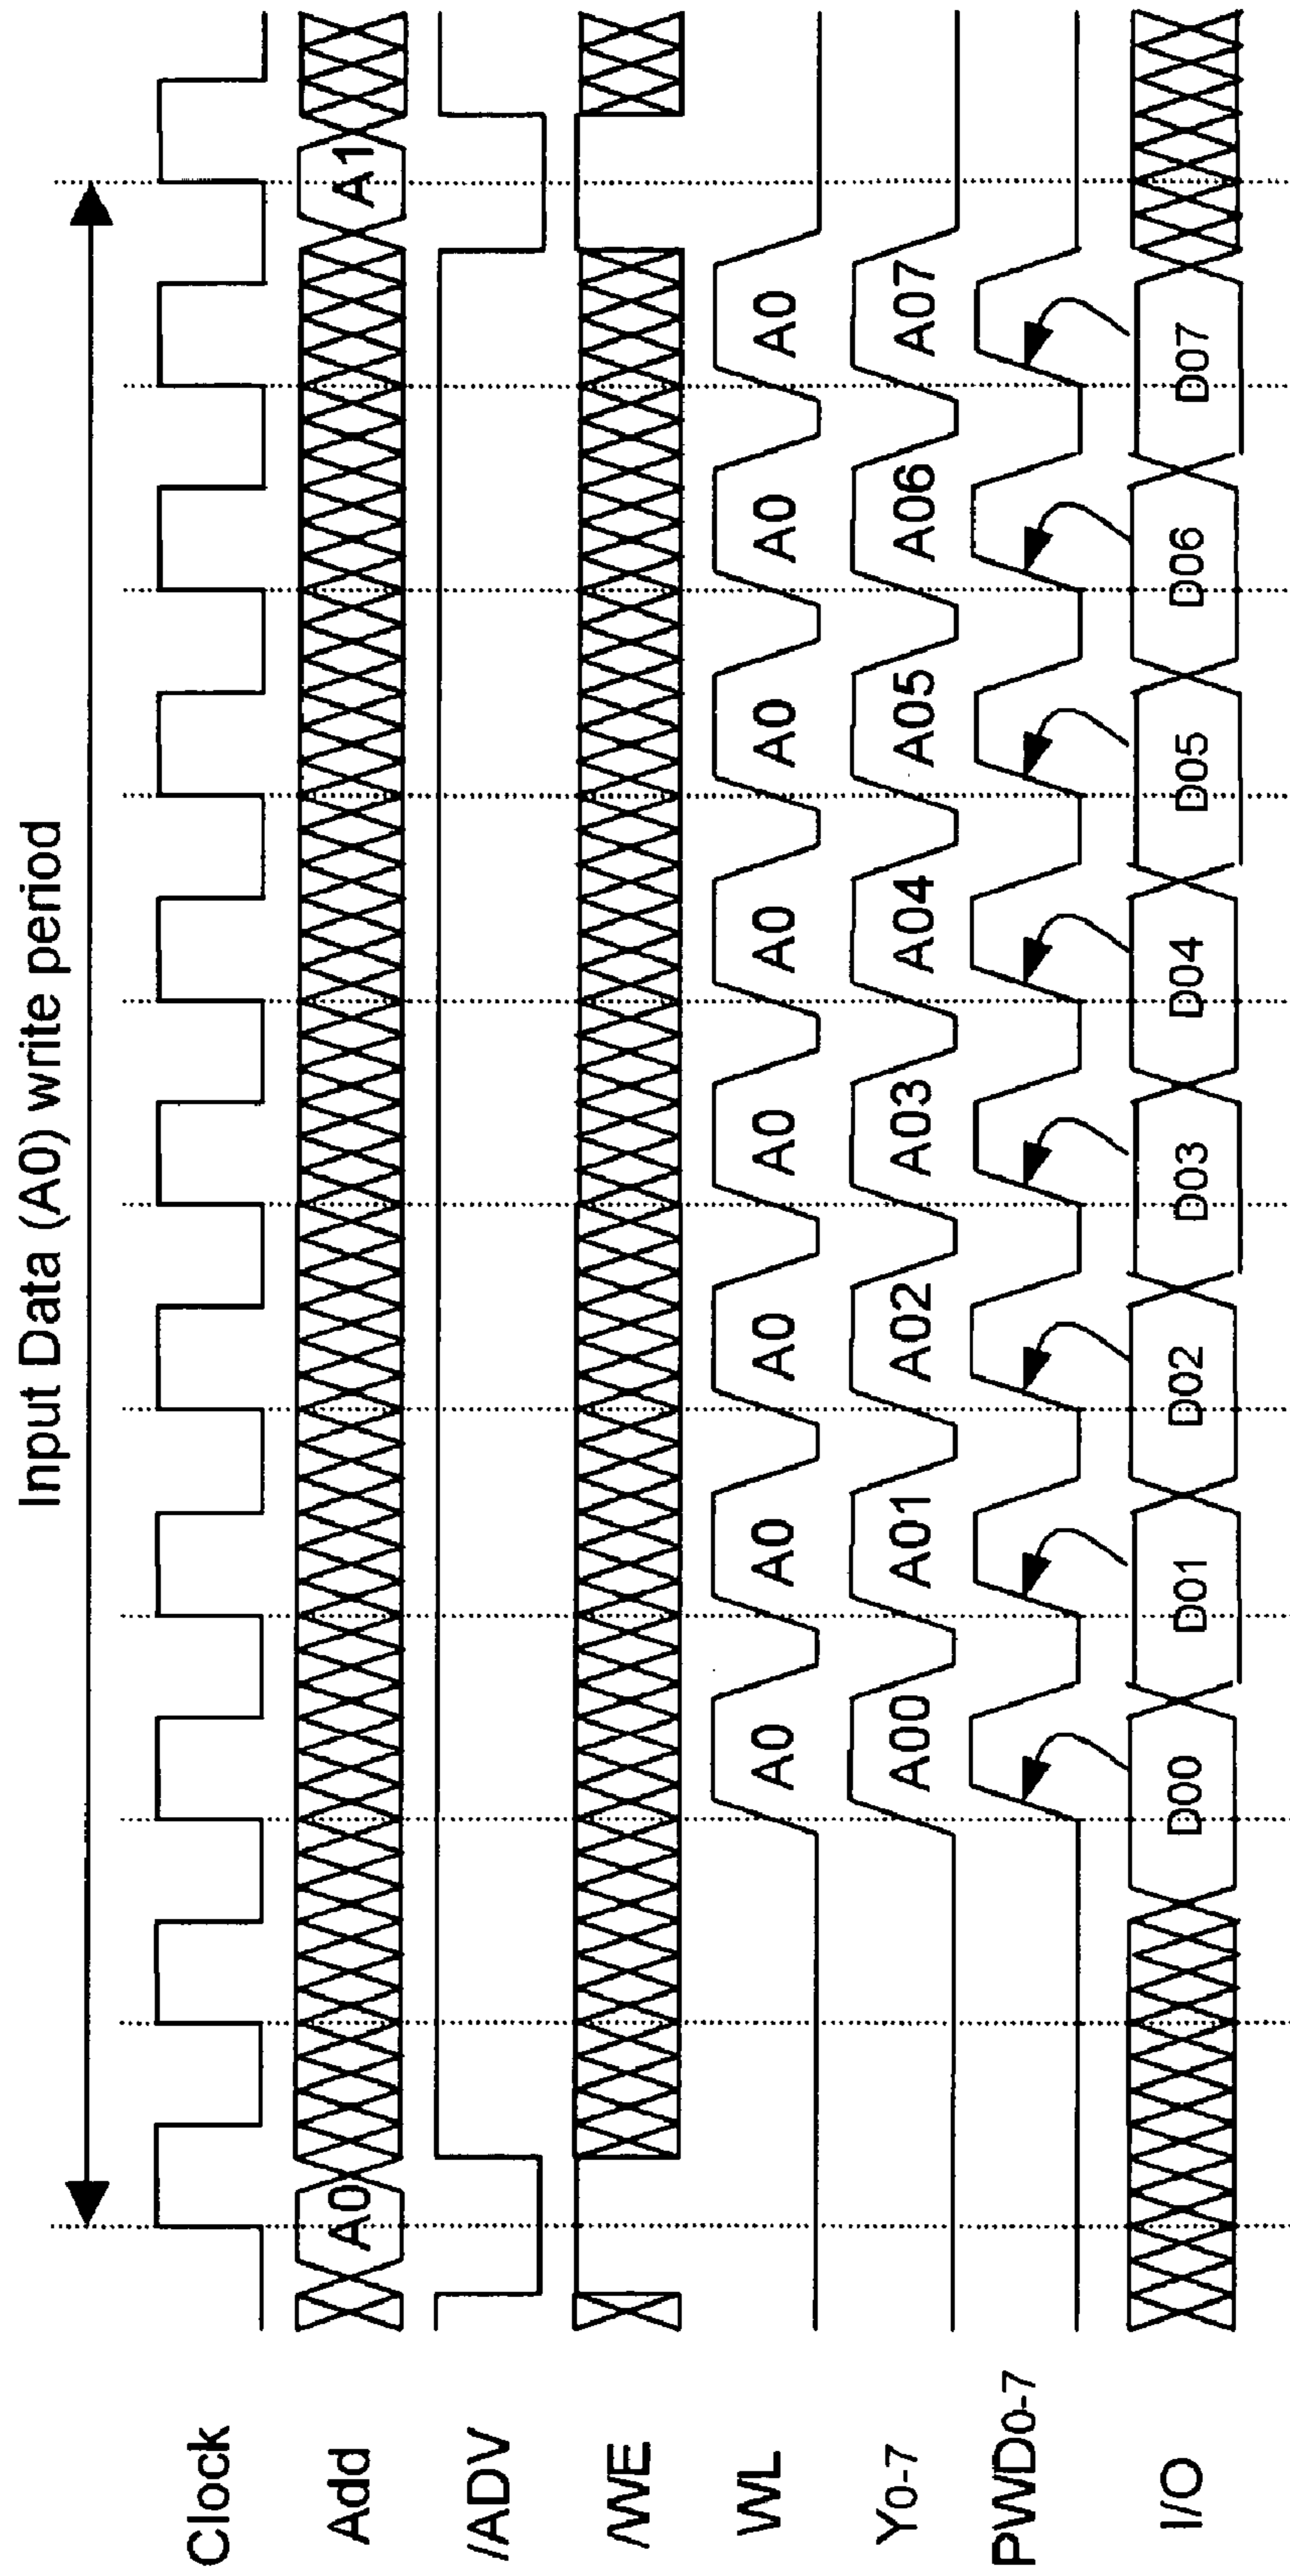 Input Data (A0) write period
Clock
Add A0 A1
/ADV
/WE
WL A0 A0 A0 A0 A0 A0 A0 A0
Y0-7 A00 A01 A02 A03 A04 A05 A06 A07
PWD0-7
I/O D00 D01 D02 D03 D04 D05 D06 D07